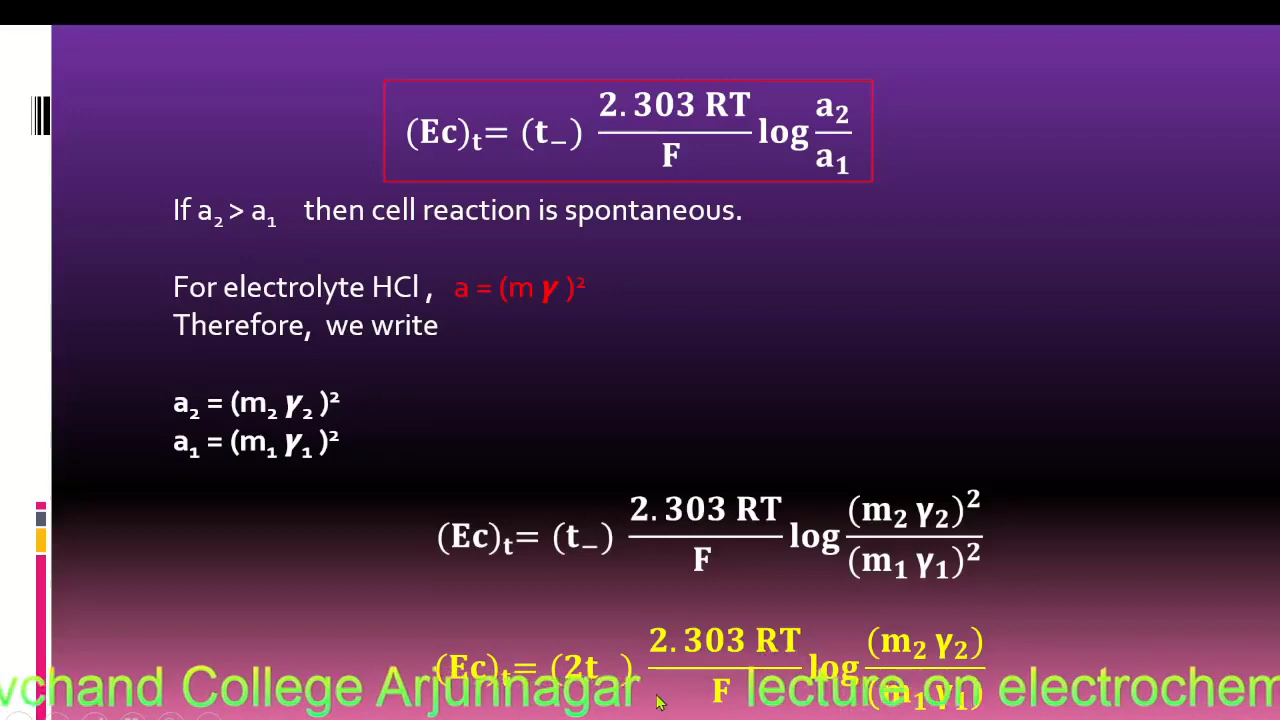 (Ec)ₜ= (t₋) 2.303 RT / F log a₂ / a₁
If a₂ > a₁ then cell reaction is spontaneous.
For electrolyte HCl , a = (m γ )²
Therefore, we write
a₂ = (m₂ γ₂ )²
a₁ = (m₁ γ₁ )²
(Ec)ₜ= (t₋) 2.303 RT / F log (m₂ γ₂)² / (m₁ γ₁)²
(Ec)ₜ= (2t₋) 2.303 RT / F log (m₂ γ₂) / (m₁ γ₁)
College Arjunnagar lecture on